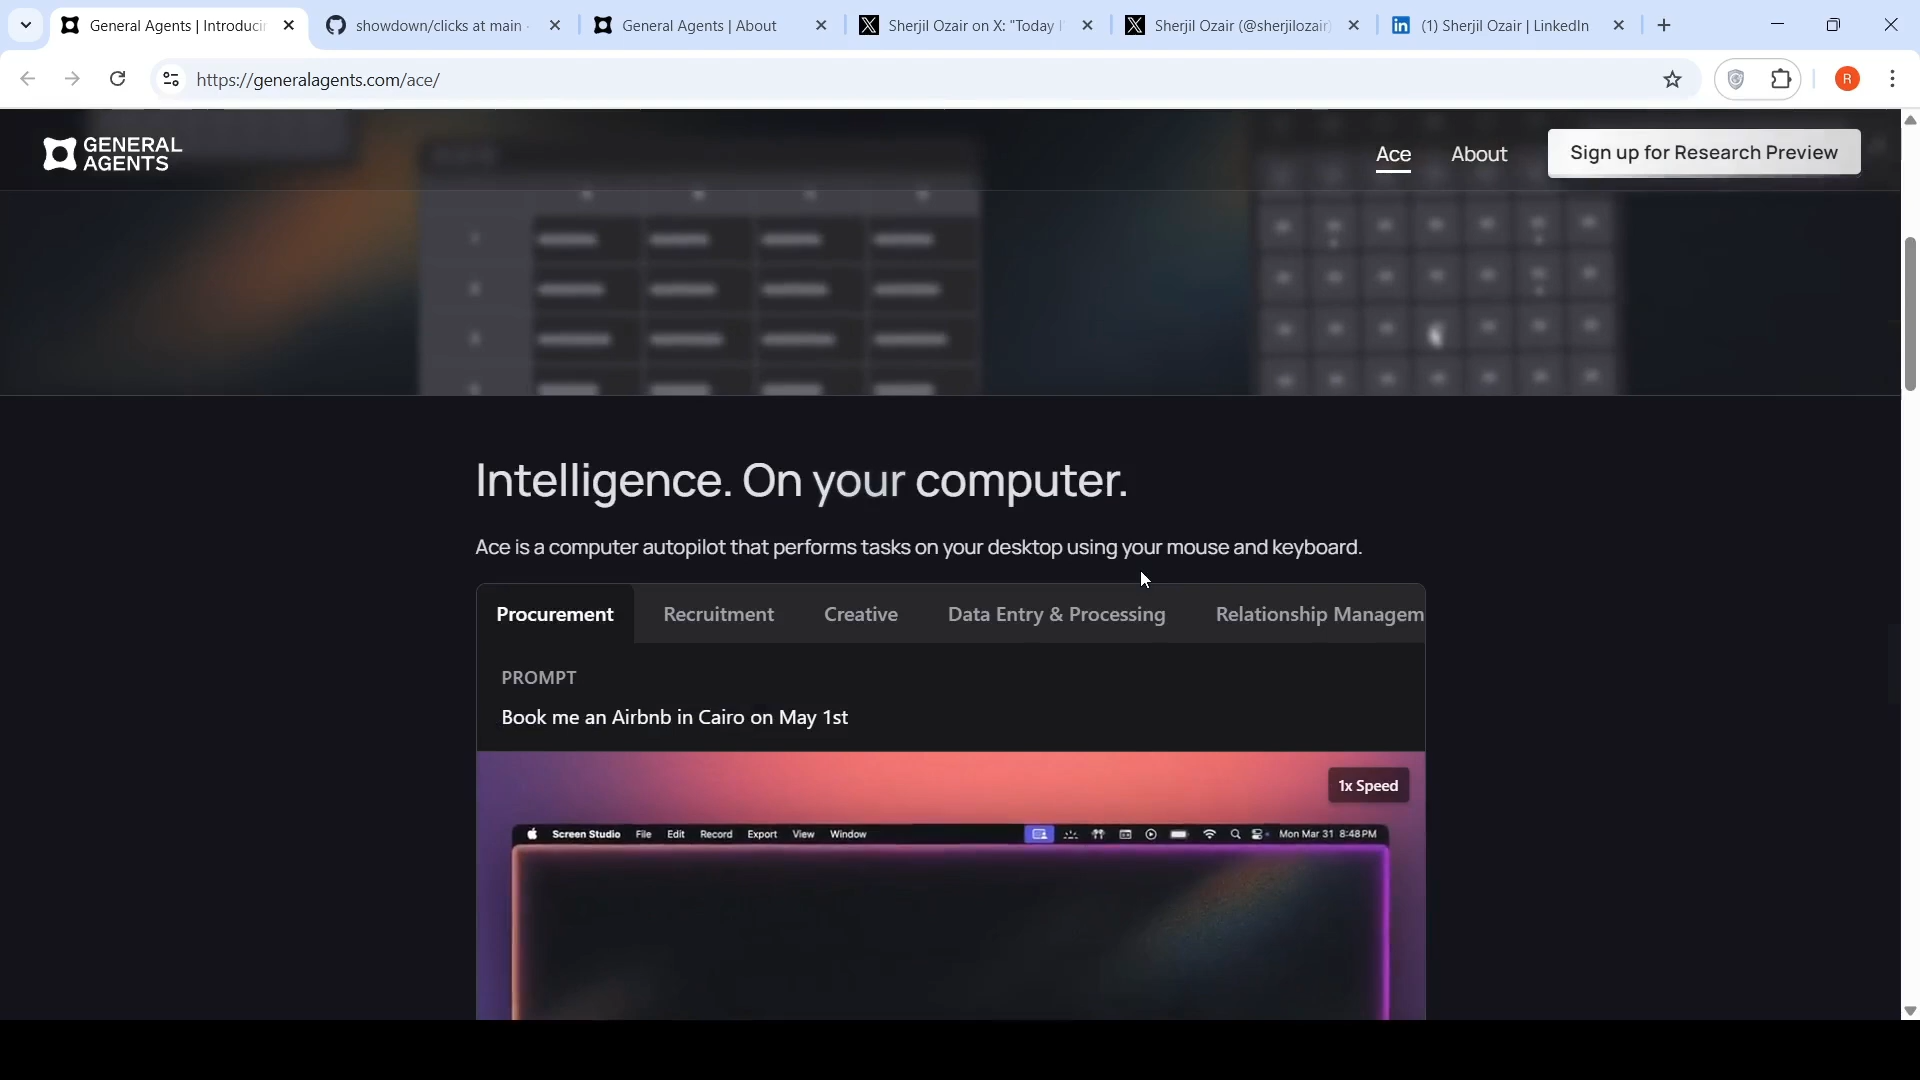 General Agents | Introducin
showdown/clicks at main ·
General Agents | About
Sherjil Ozair on X: "Today I'
Sherjil Ozair (@sherjilozair)
(1) Sherjil Ozair | LinkedIn
https://generalagents.com/ace/
R
GENERAL
AGENTS
Ace
About
Sign up for Research Preview
Intelligence. On your computer.
Ace is a computer autopilot that performs tasks on your desktop using your mouse and keyboard.
Procurement
Recruitment
Creative
Data Entry & Processing
Relationship Managem
PROMPT
Book me an Airbnb in Cairo on May 1st
1x Speed
Screen Studio File Edit Record Export View Window
Mon Mar 31 8:48 PM